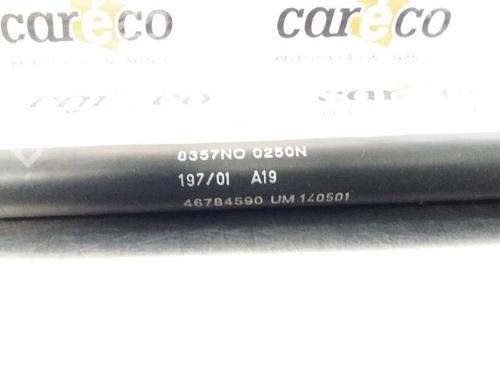 careco
careco
8357NO 0250N
197/01 A19
46784590 UM 140501